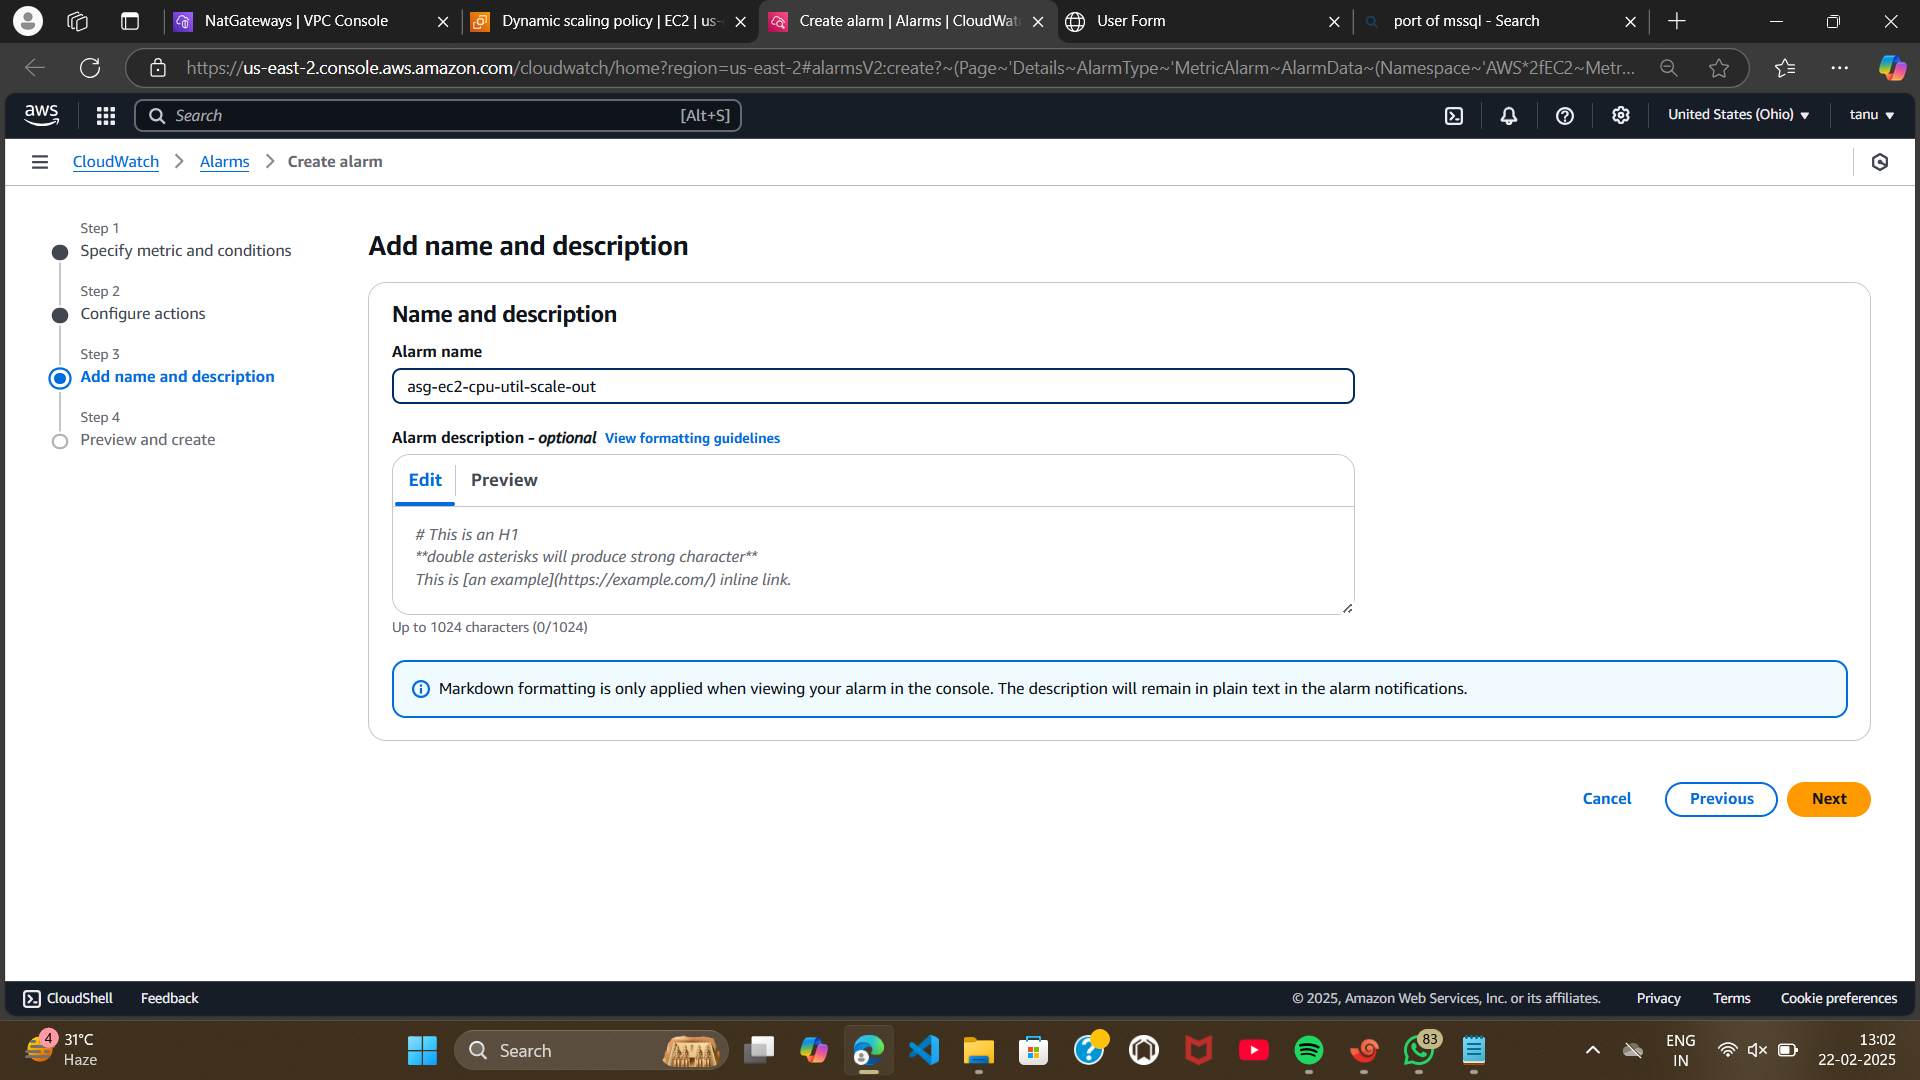 NatGateways | VPC Console
Dynamic scaling policy | EC2 | us-
Create alarm | Alarms | CloudWat
User Form
port of mssql - Search
https://us-east-2.console.aws.amazon.com/cloudwatch/home?region=us-east-2#alarmsV2:create?~(Page~'Details~AlarmType~'MetricAlarm~AlarmData~(Namespace~'AWS*2fEC2~Metr...
aws
Search
[Alt+S]
United States (Ohio)
tanu
CloudWatch
Alarms
Create alarm
Step 1
Specify metric and conditions
Step 2
Configure actions
Step 3
Add name and description
Step 4
Preview and create
Add name and description
Name and description
Alarm name
asg-ec2-cpu-util-scale-out
Alarm description - optional View formatting guidelines
Edit
Preview
# This is an H1
**double asterisks will produce strong character**
This is [an example](https://example.com/) inline link.
Up to 1024 characters (0/1024)
Markdown formatting is only applied when viewing your alarm in the console. The description will remain in plain text in the alarm notifications.
Cancel
Previous
Next
CloudShell
Feedback
© 2025, Amazon Web Services, Inc. or its affiliates.
Privacy
Terms
Cookie preferences
4
31°C
Haze
Search
83
ENG
IN
13:02
22-02-2025